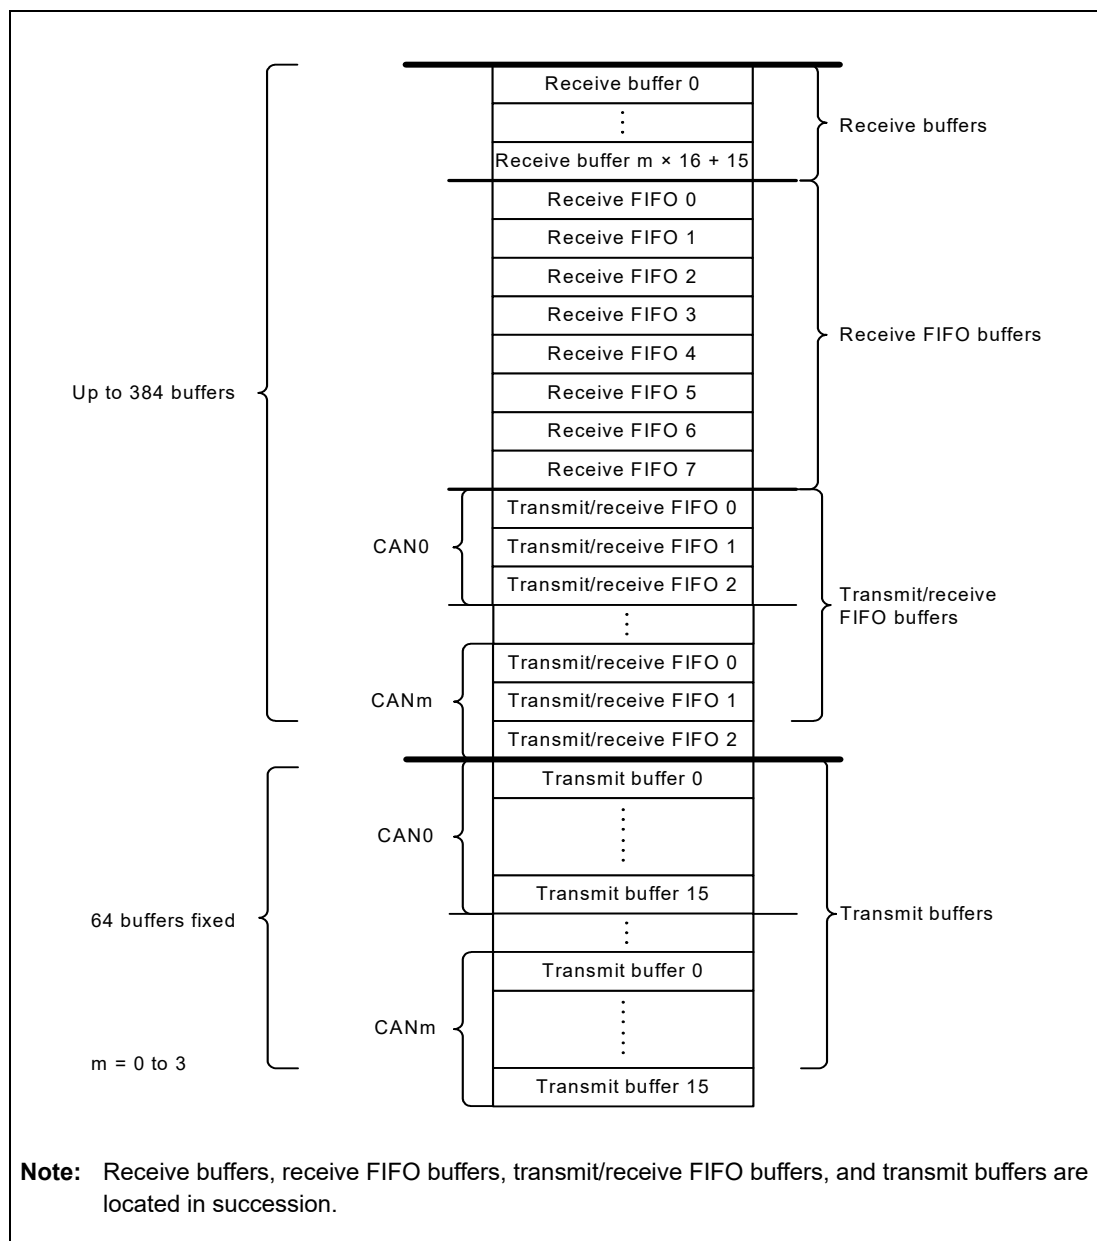 Receive buffer 0
Receive buffer m × 16 + 15
Receive buffers
Receive FIFO 0
Receive FIFO 1
Receive FIFO 2
Receive FIFO 3
Receive FIFO 4
Receive FIFO 5
Receive FIFO 6
Receive FIFO 7
Receive FIFO buffers
Up to 384 buffers
CAN0
Transmit/receive FIFO 0
Transmit/receive FIFO 1
Transmit/receive FIFO 2
Transmit/receive
FIFO buffers
CANm
Transmit/receive FIFO 0
Transmit/receive FIFO 1
Transmit/receive FIFO 2
CAN0
Transmit buffer 0
Transmit buffer 15
64 buffers fixed
Transmit buffers
CANm
Transmit buffer 0
Transmit buffer 15
m = 0 to 3
Note: Receive buffers, receive FIFO buffers, transmit/receive FIFO buffers, and transmit buffers are
located in succession.